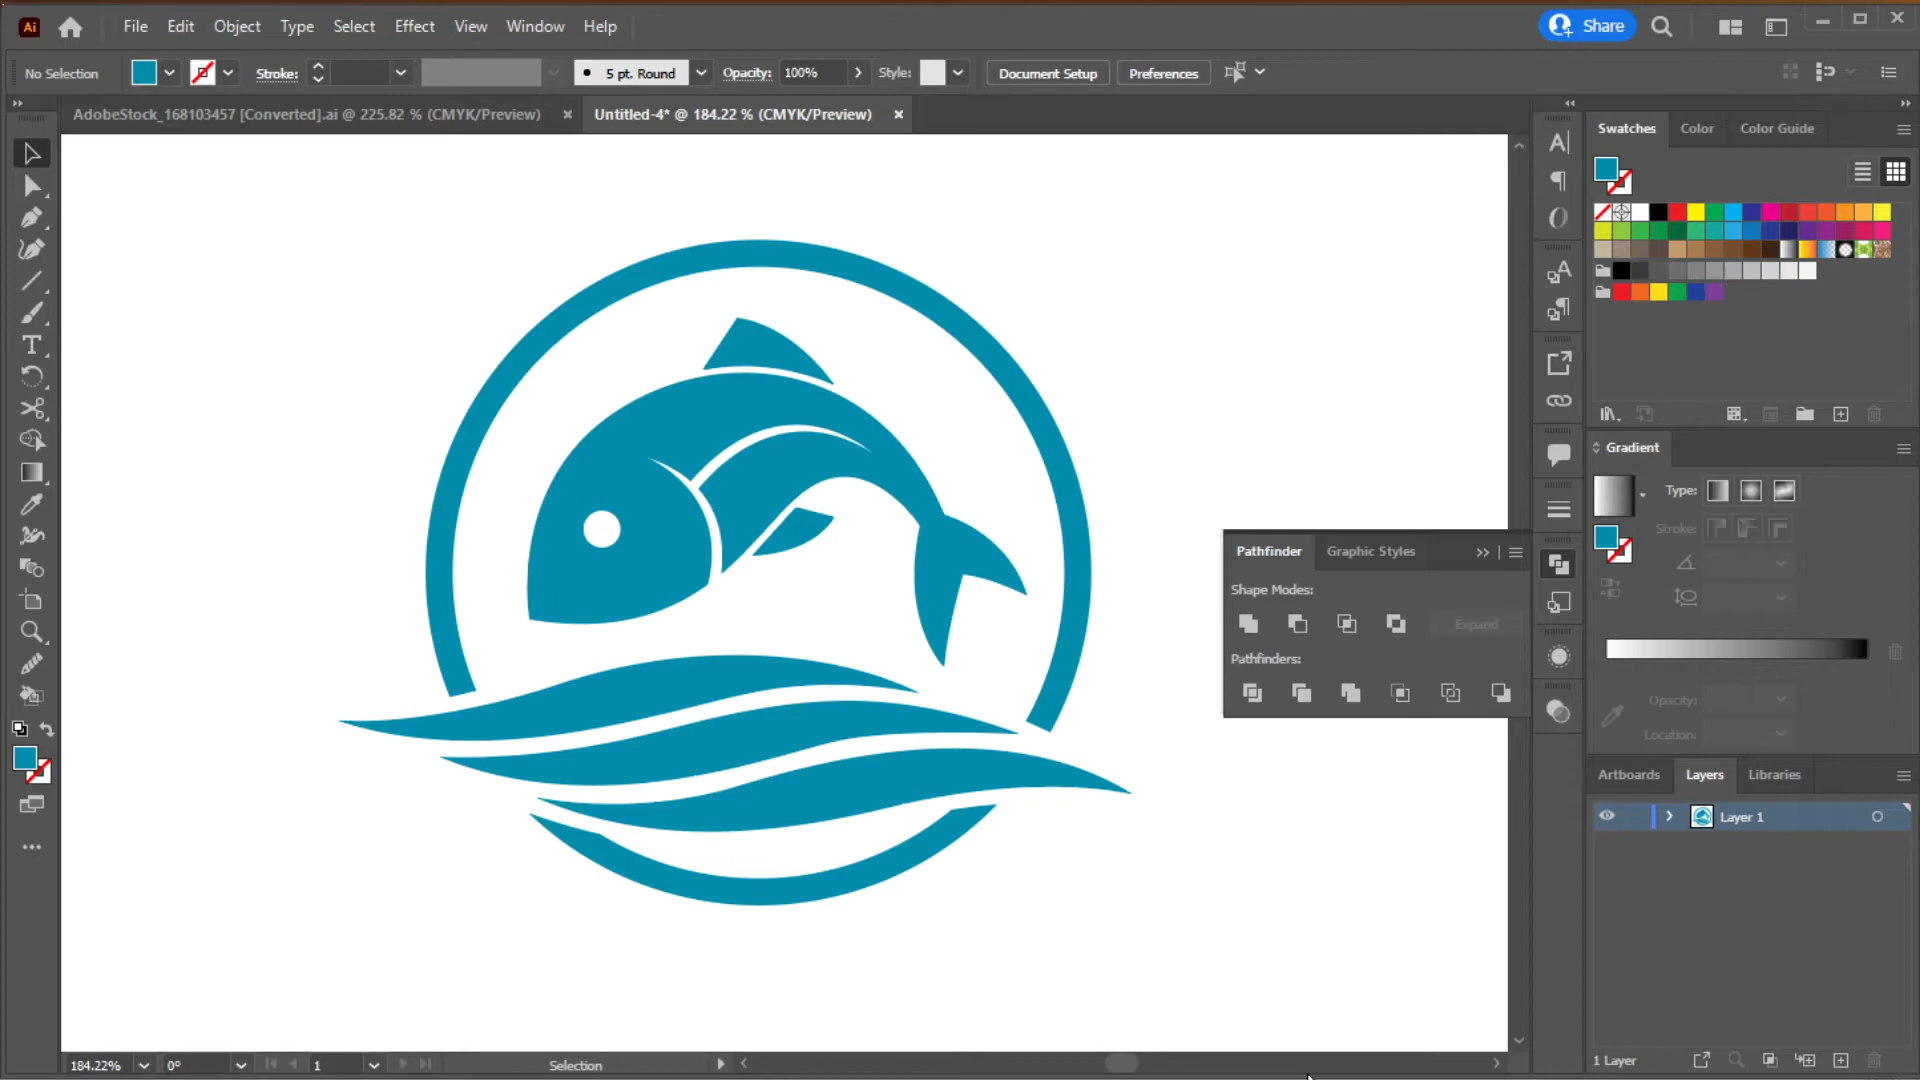 Ai File Edit Object Type Select Effect View Window Help Share
No Selection Stroke: 5 pt. Round Opacity: 100% Style: Document Setup Preferences
AdobeStock_168103457 [Converted].ai @ 225.82 % (CMYK/Preview) × Untitled-4* @ 184.22 % (CMYK/Preview) ×
Swatches Color Color Guide
Gradient
Type:
Stroke:
Opacity:
Location:
Pathfinder Graphic Styles
Shape Modes:
Expand
Pathfinders:
Artboards Layers Libraries
Layer 1
1 Layer
184.22% 0° 1 Selection